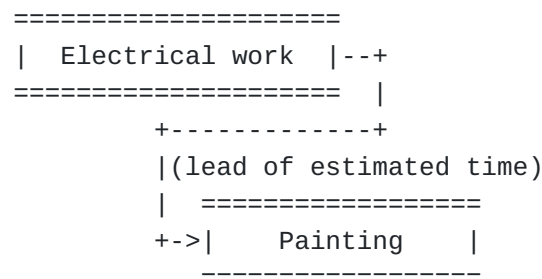 =====================
|  Electrical work  |--+
=====================  |
         +-------------+
         |(lead of estimated time)
         |  ==================
         +->|     Painting     |
            ==================